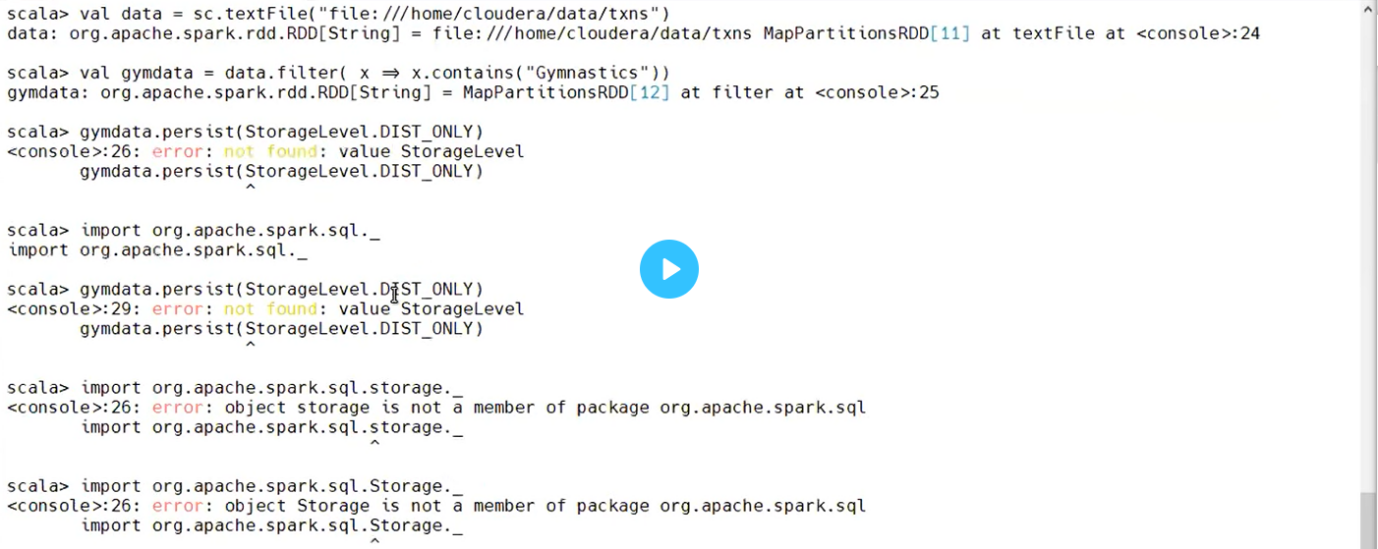 scala> val data = sc.textFile("file:///home/cloudera/data/txns")
data: org.apache.spark.rdd.RDD[String] = file:///home/cloudera/data/txns MapPartitionsRDD[11] at textFile at <console>:24
scala> val gymdata = data.filter( x => x.contains("Gymnastics"))
gymdata: org.apache.spark.rdd.RDD[String] = MapPartitionsRDD[12] at filter at <console>:25
scala> gymdata.persist(StorageLevel.DIST_ONLY)
<console>:26: error: not found: value StorageLevel
       gymdata.persist(StorageLevel.DIST_ONLY)
                       ^
scala> import org.apache.spark.sql._
import org.apache.spark.sql._
scala> gymdata.persist(StorageLevel.DIST_ONLY)
<console>:29: error: not found: value StorageLevel
       gymdata.persist(StorageLevel.DIST_ONLY)
                       ^
scala> import org.apache.spark.sql.storage._
<console>:26: error: object storage is not a member of package org.apache.spark.sql
       import org.apache.spark.sql.storage._
                                   ^
scala> import org.apache.spark.sql.Storage._
<console>:26: error: object Storage is not a member of package org.apache.spark.sql
       import org.apache.spark.sql.Storage._
                                   ^